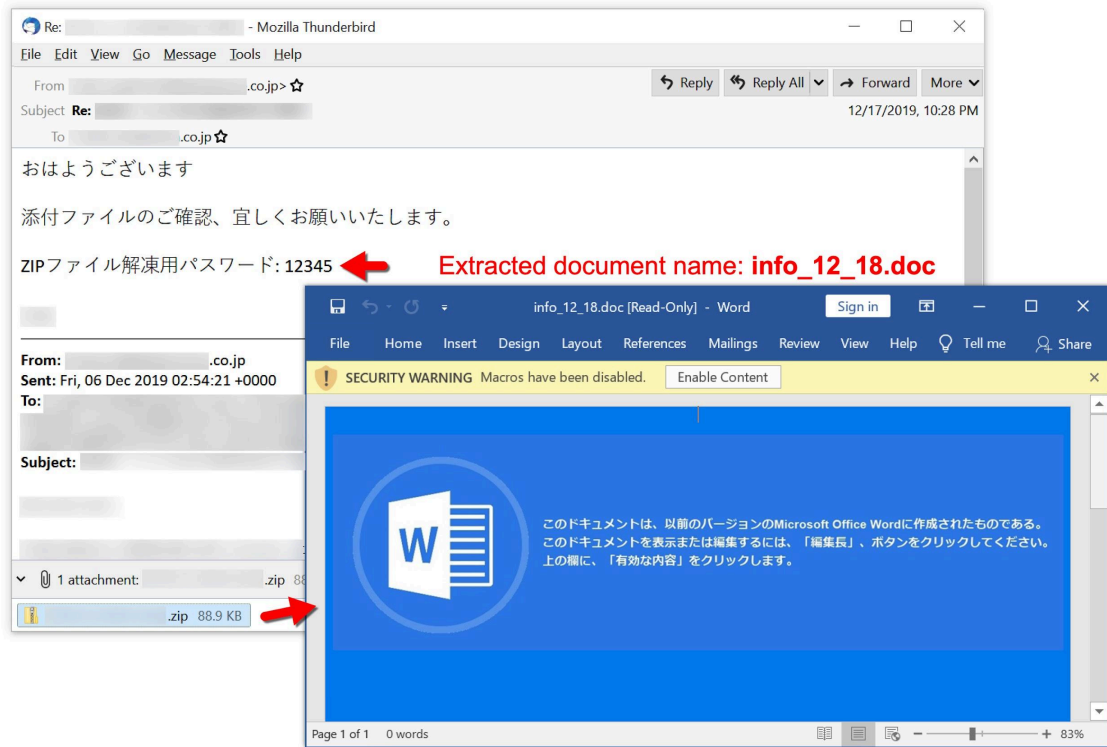 Re: - Mozilla Thunderbird
File Edit View Go Message Tools Help
From .co.jp> Reply Reply All Forward More
Subject Re: 12/17/2019, 10:28 PM
To .co.jp
おはようございます
添付ファイルのご確認、宜しくお願いいたします。
ZIPファイル解凍用パスワード: 12345
Extracted document name: info_12_18.doc
From: .co.jp
Sent: Fri, 06 Dec 2019 02:54:21 +0000
To:
Subject:
1 attachment: .zip 88
.zip 88.9 KB
info_12_18.doc [Read-Only] - Word Sign in
File Home Insert Design Layout References Mailings Review View Help Tell me Share
SECURITY WARNING Macros have been disabled. Enable Content
W
このドキュメントは、以前のバージョンのMicrosoft Office Wordに作成されたものである。
このドキュメントを表示または編集するには、「編集長」、ボタンをクリックしてください。
上の欄に、「有効な内容」をクリックします。
Page 1 of 1 0 words 83%